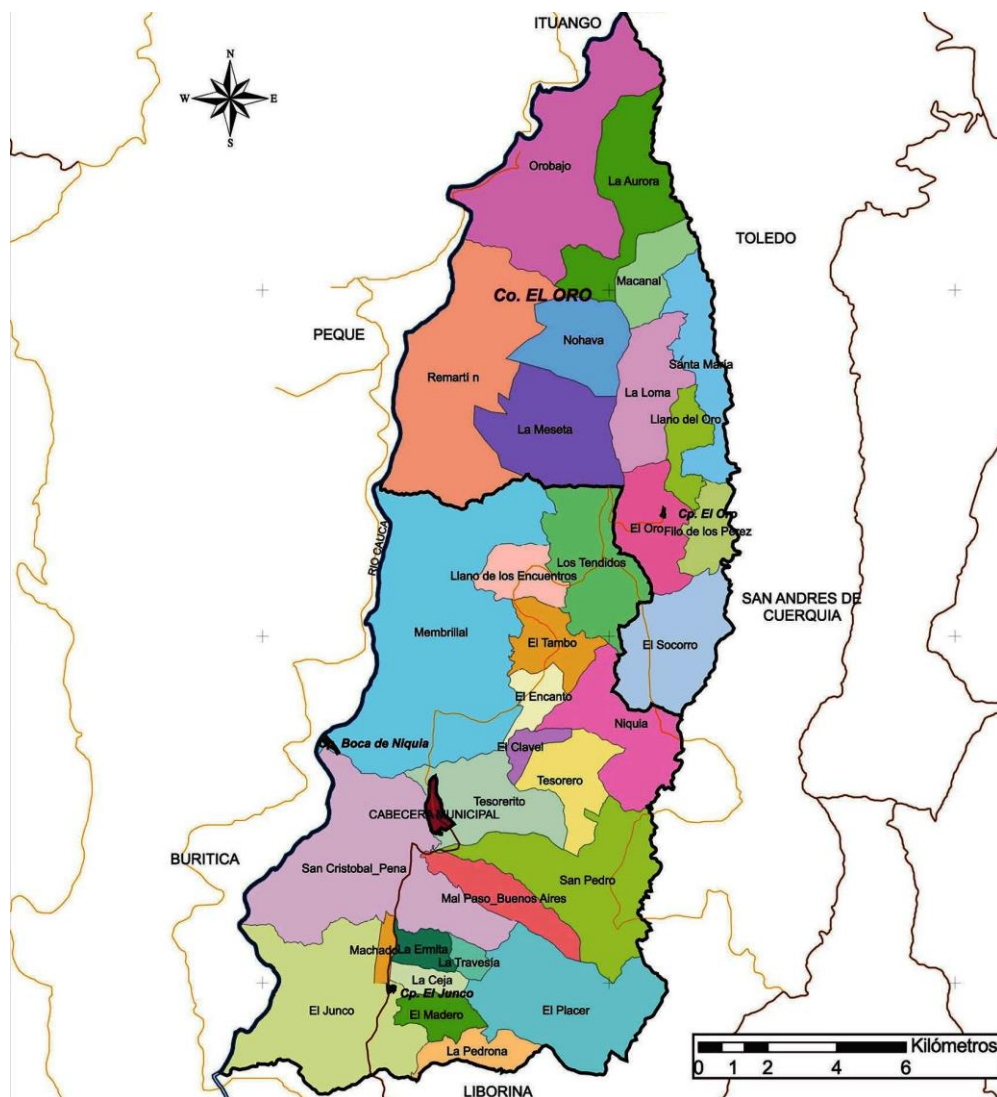 ITUANGO
N
W
E
S
Orobajo
La Aurora
TOLEDO
Macanal
Co. EL ORO
PEQUE
Nohava
Santa María
Remartí n
La Loma
La Meseta
Llano del Oro
Cp. El Oro
El Oro
Filo de los Perez
RIO CAUCA
Los Tendidos
Llano de los Encuentros
SAN ANDRES DE
CUERQUIA
Membrillal
El Tambo
El Socorro
El Encanto
Niquia
Cp. Boca de Niquia
El Clavel
Tesorero
Tesorerito
CABECERA MUNICIPAL
BURITICA
San Cristobal_Pena
San Pedro
Mal Paso_Buenos Aires
Machado
La Ermita
La Travesía
La Ceja
Cp. El Junco
El Junco
El Madero
El Placer
La Pedrona
Kilómetros
0 1 2 4 6
LIBORINA